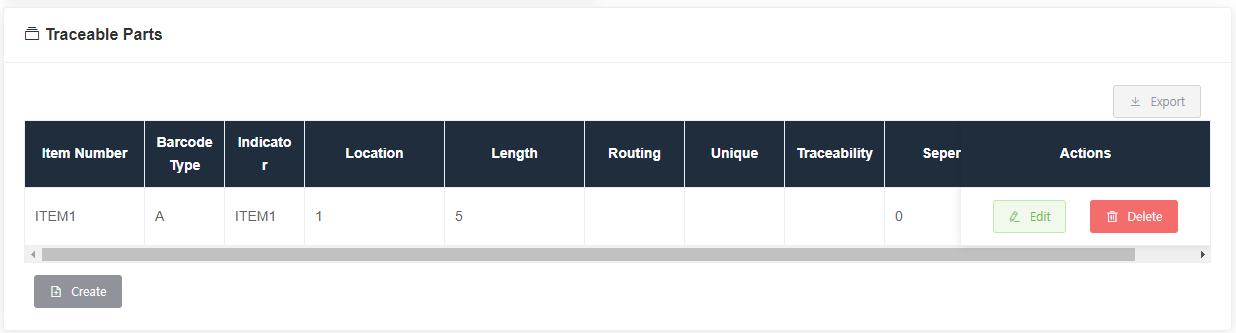 Traceable Parts
Export
Item Number Barcode Type Indicato r Location Length Routing Unique Traceability Seper Actions
ITEM1 A ITEM1 1 5 0 Edit Delete
Create